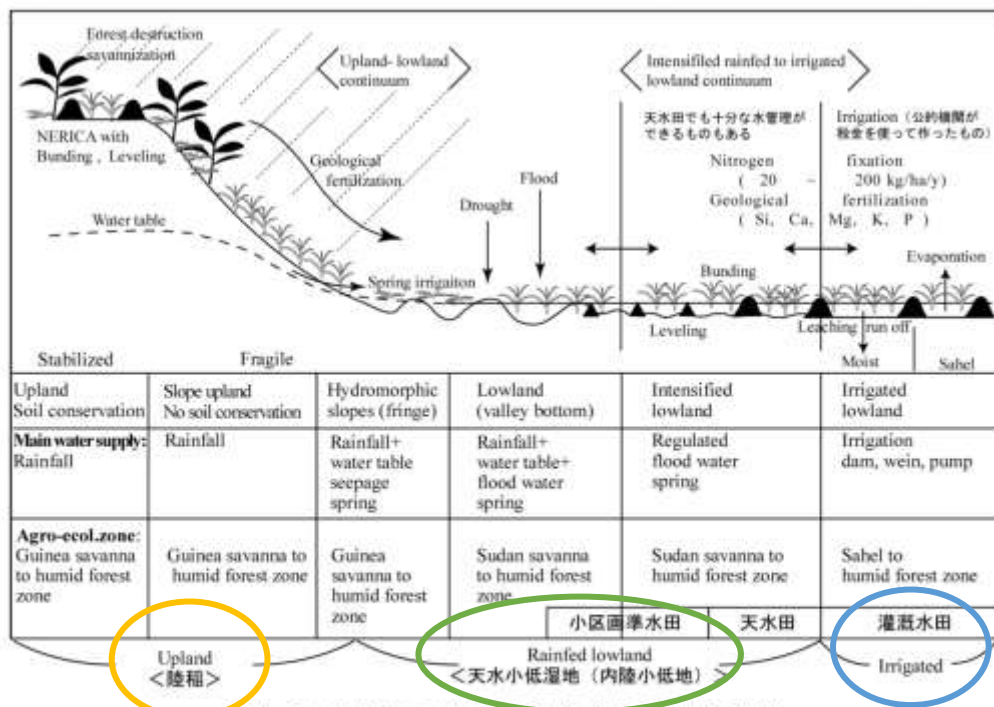 Forest destruction
savannization
Upland- lowland
continuum
Intensifiled rainfed to irrigated
lowland continuum
天水田でも十分な水管理が
できるものもある
Irrigation（公的機関が
税金を使って作ったもの）
NERICA with
Bunding , Leveling
Geological
fertilization
Nitrogen fixation
( 20 – 200 kg/ha/y)
Geological fertilization
( Si, Ca, Mg, K, P )
Flood
Drought
Water table
Evaporation
Spring irrigaiton
Bunding
Leveling
Leaching run off
Moist
Sahel
Stabilized
Fragile
Upland
Soil conservation
Slope upland
No soil conservation
Hydromorphic
slopes (fringe)
Lowland
(valley bottom)
Intensified
lowland
Irrigated
lowland
Main water supply:
Rainfall
Rainfall
Rainfall+
water table
seepage
spring
Rainfall+
water table+
flood water
spring
Regulated
flood water
spring
Irrigation
dam, wein, pump
Agro-ecol.zone:
Guinea savanna
to humid forest
zone
Guinea savanna to
humid forest zone
Guinea
savanna to
humid forest
zone
Sudan savanna
to humid forest
zone
Sudan savanna to
humid forest zone
Sahel to
humid forest zone
小区画準水田
天水田
灌漑水田
Upland
＜陸稲＞
Rainfed lowland
＜天水小低湿地（内陸小低地）＞
Irrigated